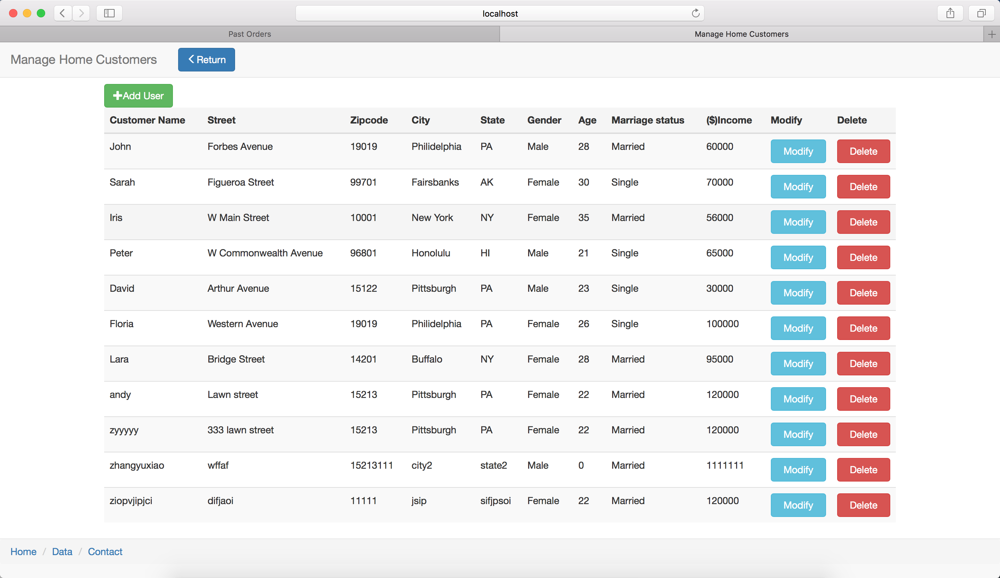 localhost
Past Orders Manage Home Customers
Manage Home Customers Return
Add User
Customer Name Street Zipcode City State Gender Age Marriage status ($)Income Modify Delete
John Forbes Avenue 19019 Philidelphia PA Male 28 Married 60000 Modify Delete
Sarah Figueroa Street 99701 Fairsbanks AK Female 30 Single 70000 Modify Delete
Iris W Main Street 10001 New York NY Female 35 Married 56000 Modify Delete
Peter W Commonwealth Avenue 96801 Honolulu HI Male 21 Single 65000 Modify Delete
David Arthur Avenue 15122 Pittsburgh PA Male 23 Single 30000 Modify Delete
Floria Western Avenue 19019 Philidelphia PA Female 26 Single 100000 Modify Delete
Lara Bridge Street 14201 Buffalo NY Female 28 Married 95000 Modify Delete
andy Lawn street 15213 Pittsburgh PA Female 22 Married 120000 Modify Delete
zyyyyy 333 lawn street 15213 Pittsburgh PA Female 22 Married 120000 Modify Delete
zhangyuxiao wffaf 15213111 city2 state2 Male 0 Married 1111111 Modify Delete
ziopvjipjci difjaoi 11111 jsip sifjpsoi Female 22 Married 120000 Modify Delete
Home / Data / Contact